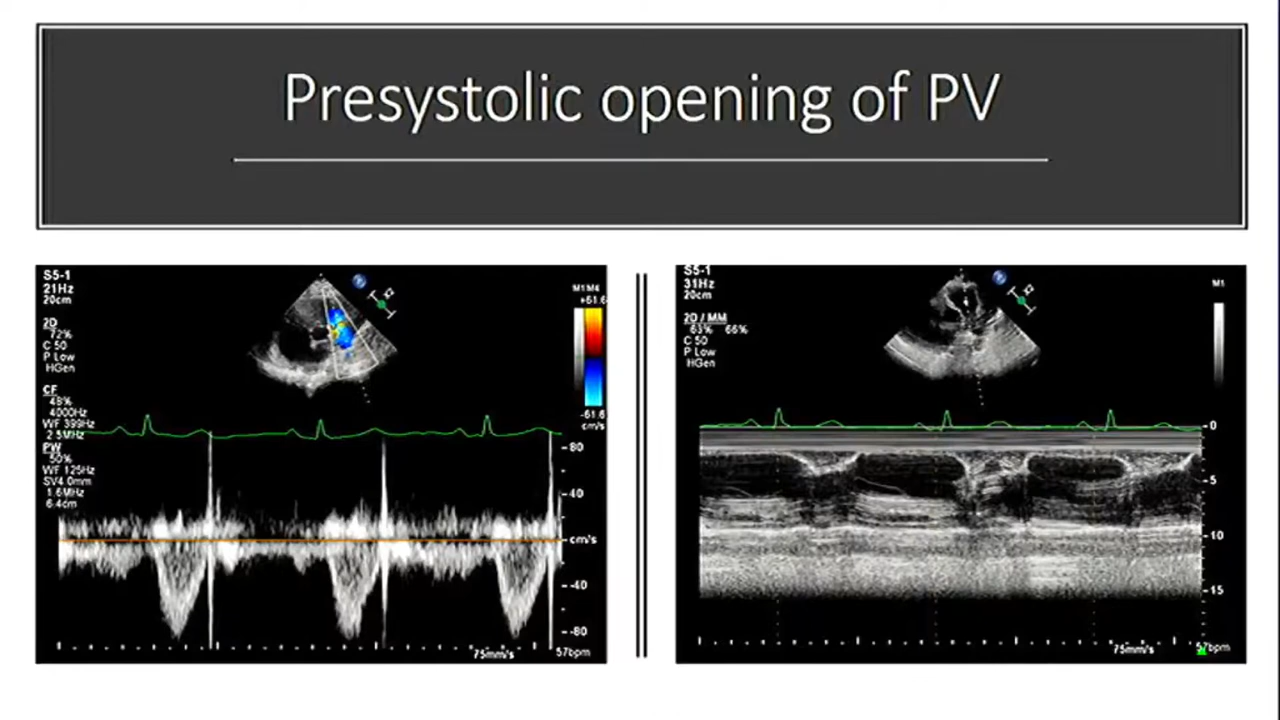 Presystolic opening of PV
S5-1
21Hz
20cm
2D
72%
C 50
P Low
HGen
CF
48%
4000Hz
WF 399Hz
2.5MHz
PW
50%
WF 125Hz
SV4.0mm
1.6MHz
6.4cm
M1 M4
+61.6
-61.6
cm/s
80
40
cm/s
-40
-80
75mm/s
57bpm
S5-1
31Hz
20cm
2D / MM
63% 66%
C 50
P Low
HGen
M1
0
5
10
15
75mm/s
57bpm